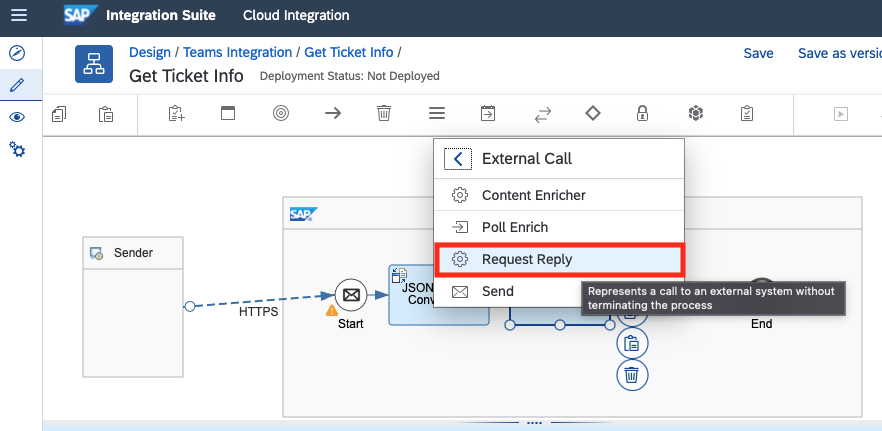 SAP Integration Suite Cloud Integration
Design / Teams Integration / Get Ticket Info /
Save Save as
Get Ticket Info Deployment Status: Not Deployed
External Call
Content Enricher
Poll Enrich
Request Reply
Send
Represents a call to an external system without
terminating the process
SAP
Sender
HTTPS
Start
JSON
End